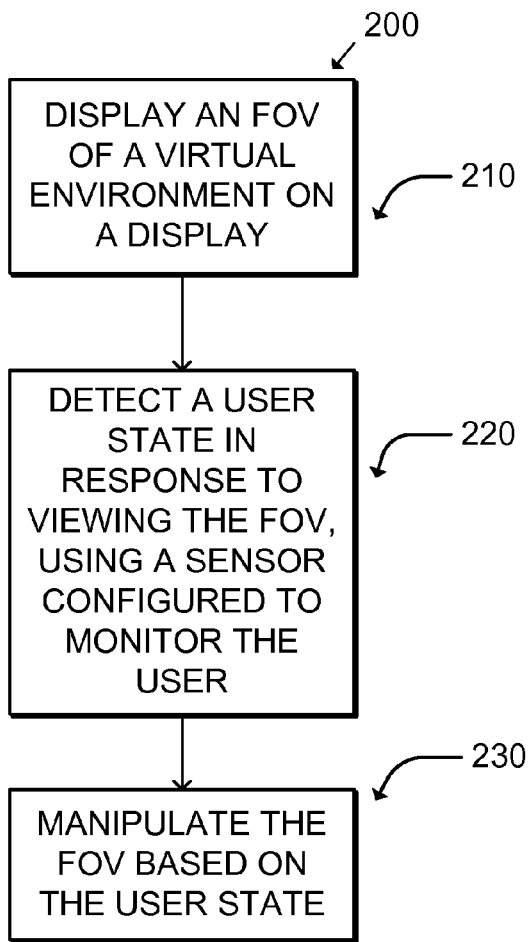 200
DISPLAY AN FOV
OF A VIRTUAL
ENVIRONMENT ON
A DISPLAY
210
DETECT A USER
STATE IN
RESPONSE TO
VIEWING THE FOV,
USING A SENSOR
CONFIGURED TO
MONITOR THE
USER
220
230
MANIPULATE THE
FOV BASED ON
THE USER STATE